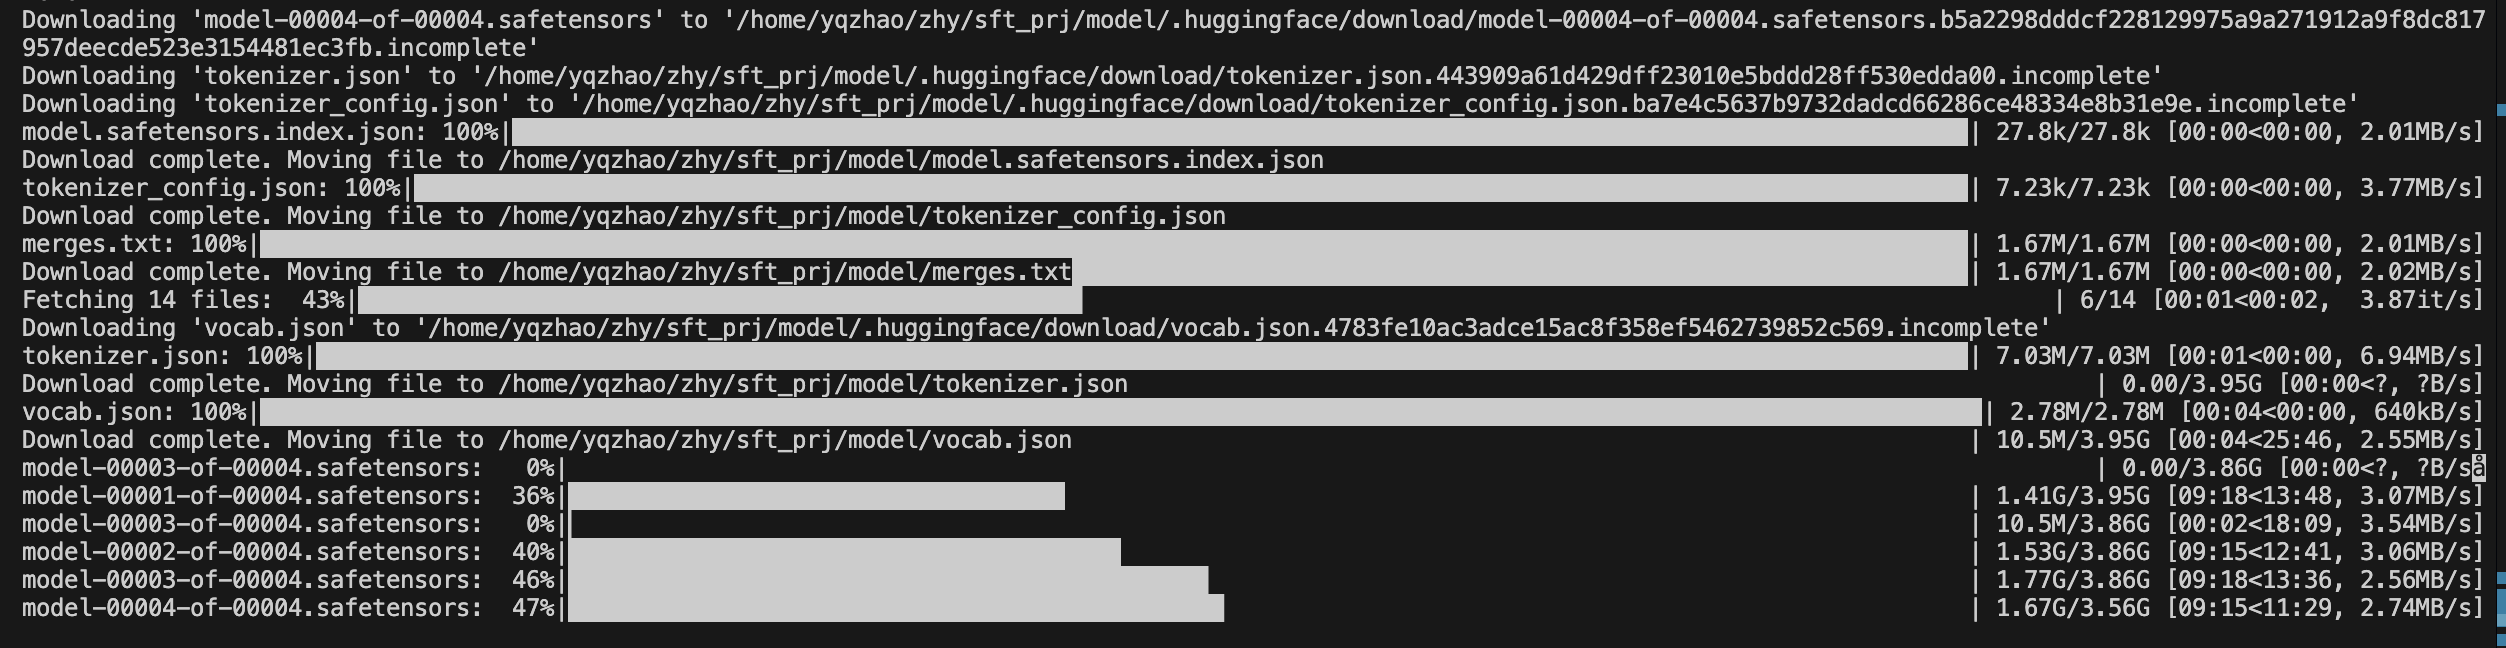 Downloading 'model-00004-of-00004.safetensors' to '/home/yqzhao/zhy/sft_prj/model/.huggingface/download/model-00004-of-00004.safetensors.b5a2298dddcf228129975a9a271912a9f8dc817
957deecde523e3154481ec3fb.incomplete'
Downloading 'tokenizer.json' to '/home/yqzhao/zhy/sft_prj/model/.huggingface/download/tokenizer.json.443909a61d429dff23010e5bddd28ff530edda00.incomplete'
Downloading 'tokenizer_config.json' to '/home/yqzhao/zhy/sft_prj/model/.huggingface/download/tokenizer_config.json.ba7e4c5637b9732dadcd66286ce48334e8b31e9e.incomplete'
model.safetensors.index.json: 100%| | 27.8k/27.8k [00:00<00:00, 2.01MB/s]
Download complete. Moving file to /home/yqzhao/zhy/sft_prj/model/model.safetensors.index.json
tokenizer_config.json: 100%| | 7.23k/7.23k [00:00<00:00, 3.77MB/s]
Download complete. Moving file to /home/yqzhao/zhy/sft_prj/model/tokenizer_config.json
merges.txt: 100%| | 1.67M/1.67M [00:00<00:00, 2.01MB/s]
Download complete. Moving file to /home/yqzhao/zhy/sft_prj/model/merges.txt | 1.67M/1.67M [00:00<00:00, 2.02MB/s]
Fetching 14 files:  43%| | 6/14 [00:01<00:02,  3.87it/s]
Downloading 'vocab.json' to '/home/yqzhao/zhy/sft_prj/model/.huggingface/download/vocab.json.4783fe10ac3adce15ac8f358ef5462739852c569.incomplete'
tokenizer.json: 100%| | 7.03M/7.03M [00:01<00:00, 6.94MB/s]
Download complete. Moving file to /home/yqzhao/zhy/sft_prj/model/tokenizer.json | 0.00/3.95G [00:00<?, ?B/s]
vocab.json: 100%| | 2.78M/2.78M [00:04<00:00, 640kB/s]
Download complete. Moving file to /home/yqzhao/zhy/sft_prj/model/vocab.json | 10.5M/3.95G [00:04<25:46, 2.55MB/s]
model-00003-of-00004.safetensors:   0%| | 0.00/3.86G [00:00<?, ?B/så
model-00001-of-00004.safetensors:  36%| | 1.41G/3.95G [09:18<13:48, 3.07MB/s]
model-00003-of-00004.safetensors:   0%| | 10.5M/3.86G [00:02<18:09, 3.54MB/s]
model-00002-of-00004.safetensors:  40%| | 1.53G/3.86G [09:15<12:41, 3.06MB/s]
model-00003-of-00004.safetensors:  46%| | 1.77G/3.86G [09:18<13:36, 2.56MB/s]
model-00004-of-00004.safetensors:  47%| | 1.67G/3.56G [09:15<11:29, 2.74MB/s]